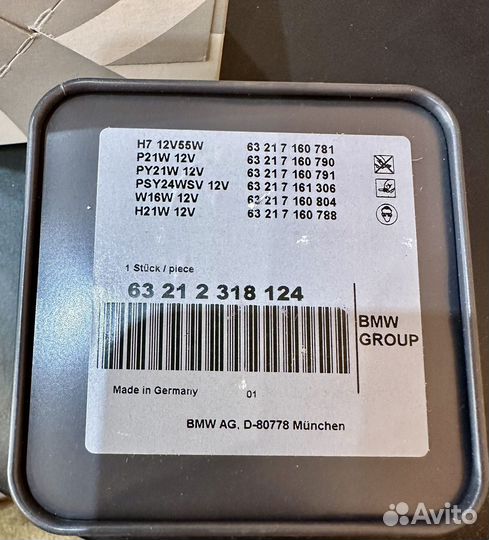 H7 12V55W 63 21 7 160 781
P21W 12V 63 21 7 160 790
PY21W 12V 63 21 7 160 791
PSY24WSV 12V 63 21 7 161 306
W16W 12V 63 21 7 160 804
H21W 12V 63 21 7 160 788
1 Stück / piece
63 21 2 318 124
BMW
GROUP
Made in Germany 01
BMW AG, D-80778 München
Avito